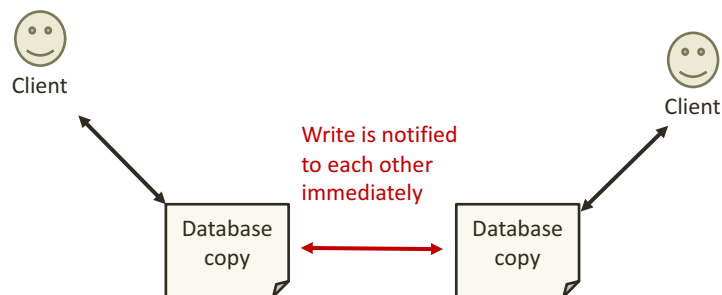 Client
Client
Write is notified
to each other
immediately
Database
copy
Database
copy